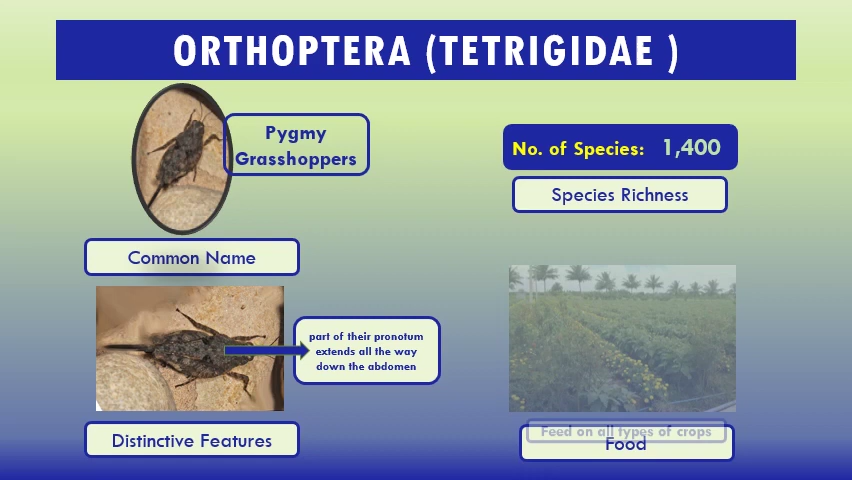 ORTHOPTERA (TETRIGIDAE )
Pygmy
Grasshoppers
No. of Species: 1,400
Species Richness
Common Name
part of their pronotum
extends all the way
down the abdomen
Distinctive Features
Feed on all types of crops
Food